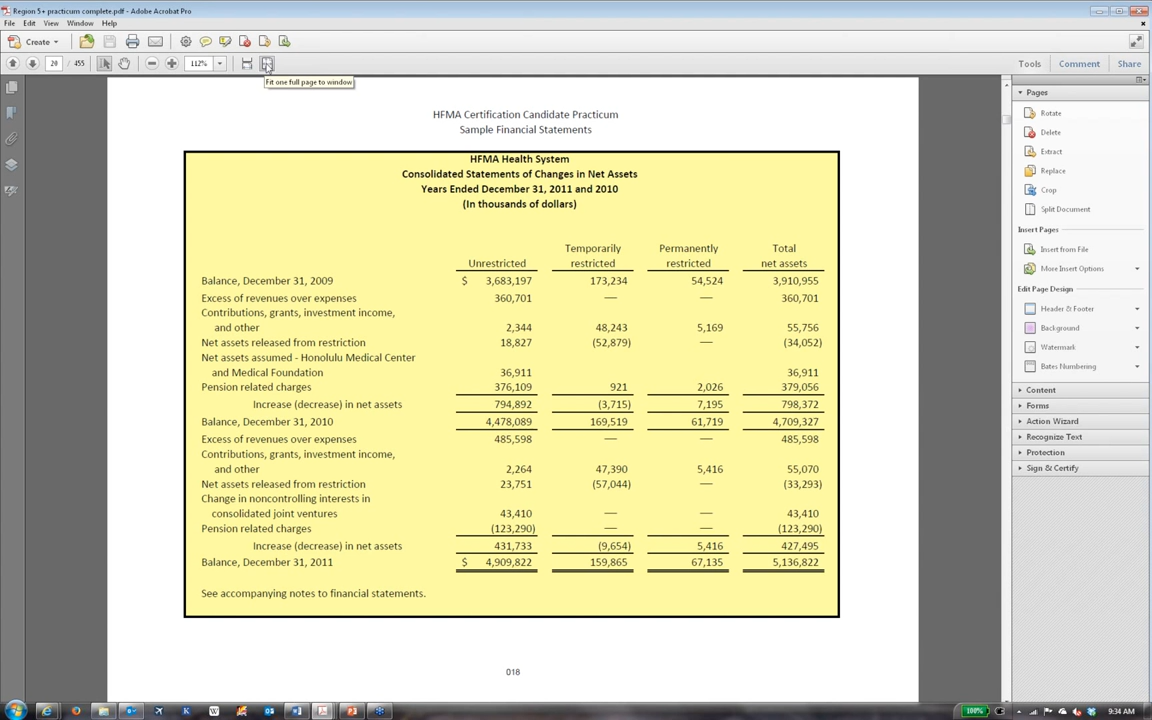 Region 5+ practicum complete.pdf - Adobe Acrobat Pro
File Edit View Window Help
Create
20 / 455 112% Tools Comment Share
Fit one full page to window
HFMA Certification Candidate Practicum
Sample Financial Statements
HFMA Health System
Consolidated Statements of Changes in Net Assets
Years Ended December 31, 2011 and 2010
(In thousands of dollars)
Temporarily Permanently Total
Unrestricted restricted restricted net assets
Balance, December 31, 2009 $ 3,683,197 173,234 54,524 3,910,955
Excess of revenues over expenses 360,701 — — 360,701
Contributions, grants, investment income,
and other 2,344 48,243 5,169 55,756
Net assets released from restriction 18,827 (52,879) — (34,052)
Net assets assumed - Honolulu Medical Center
and Medical Foundation 36,911 36,911
Pension related charges 376,109 921 2,026 379,056
Increase (decrease) in net assets 794,892 (3,715) 7,195 798,372
Balance, December 31, 2010 4,478,089 169,519 61,719 4,709,327
Excess of revenues over expenses 485,598 — — 485,598
Contributions, grants, investment income,
and other 2,264 47,390 5,416 55,070
Net assets released from restriction 23,751 (57,044) — (33,293)
Change in noncontrolling interests in
consolidated joint ventures 43,410 — — 43,410
Pension related charges (123,290) — — (123,290)
Increase (decrease) in net assets 431,733 (9,654) 5,416 427,495
Balance, December 31, 2011 $ 4,909,822 159,865 67,135 5,136,822
See accompanying notes to financial statements.
018
Pages
Rotate
Delete
Extract
Replace
Crop
Split Document
Insert Pages
Insert from File
More Insert Options
Edit Page Design
Header & Footer
Background
Watermark
Bates Numbering
Content
Forms
Action Wizard
Recognize Text
Protection
Sign & Certify
100% 9:34 AM